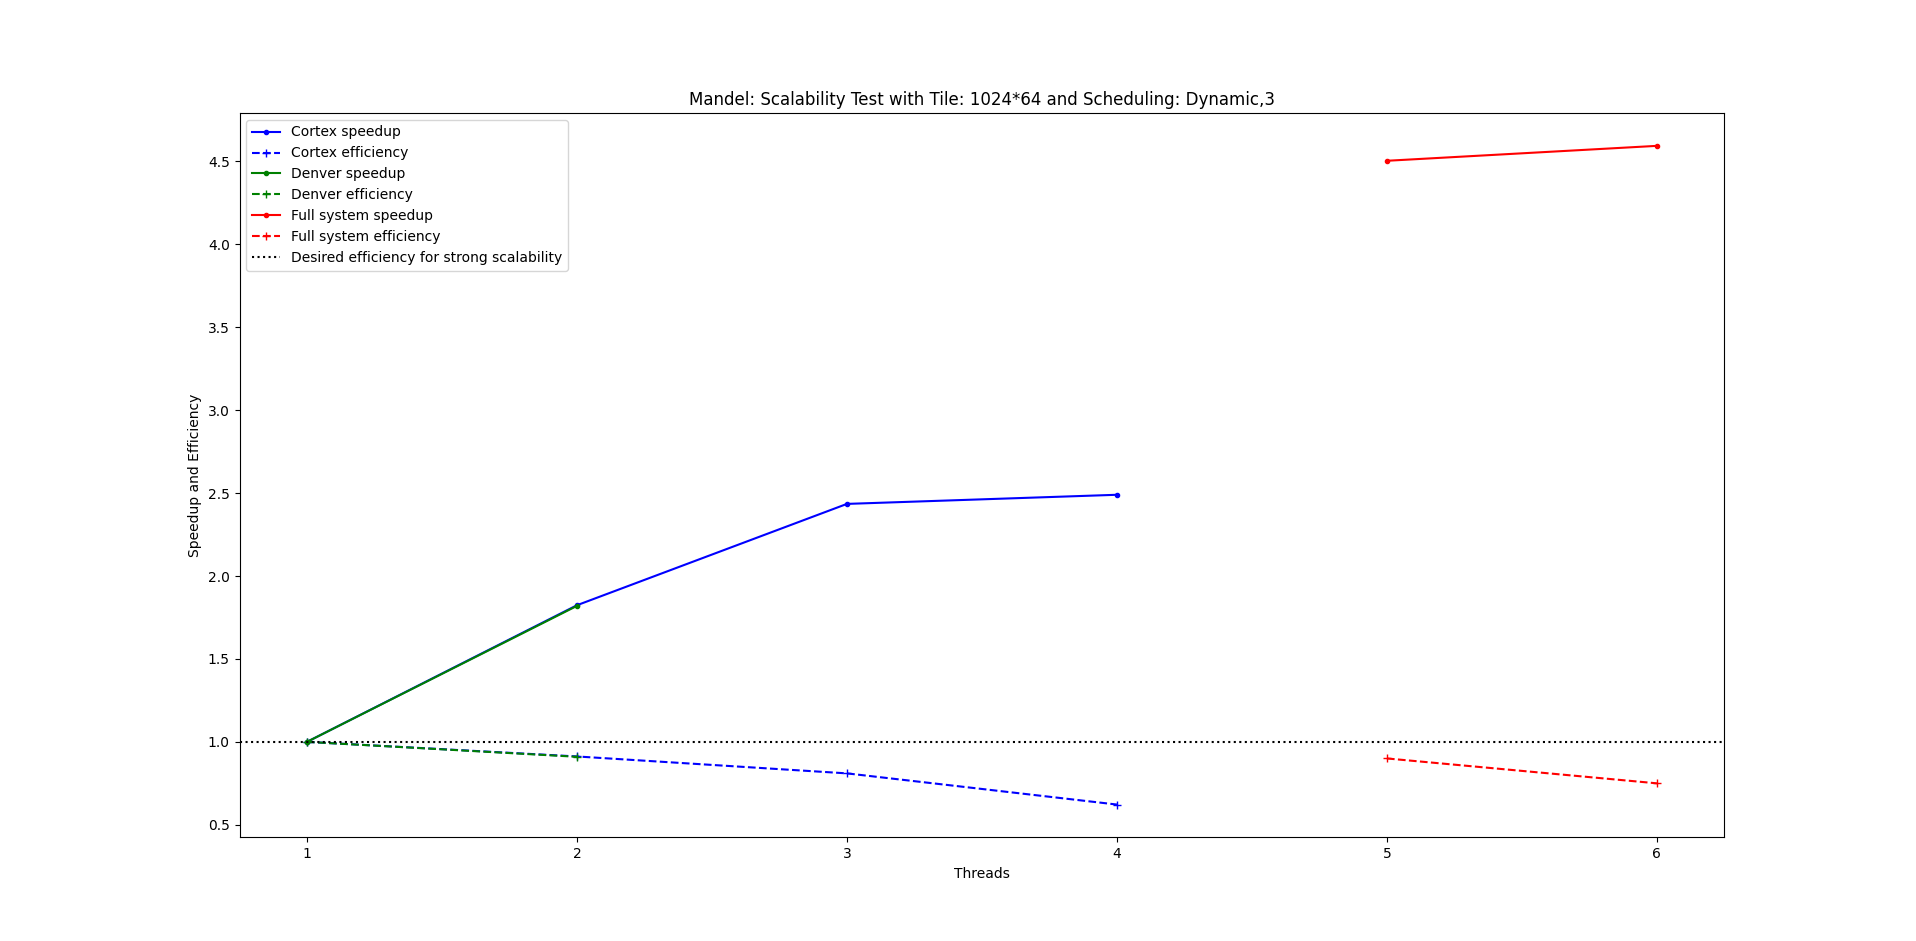 Mandel: Scalability Test with Tile: 1024*64 and Scheduling: Dynamic,3
Cortex speedup
Cortex efficiency
Denver speedup
Denver efficiency
Full system speedup
Full system efficiency
Desired efficiency for strong scalability
Speedup and Efficiency
4.5
4.0
3.5
3.0
2.5
2.0
1.5
1.0
0.5
1 2 3 4 5 6
Threads